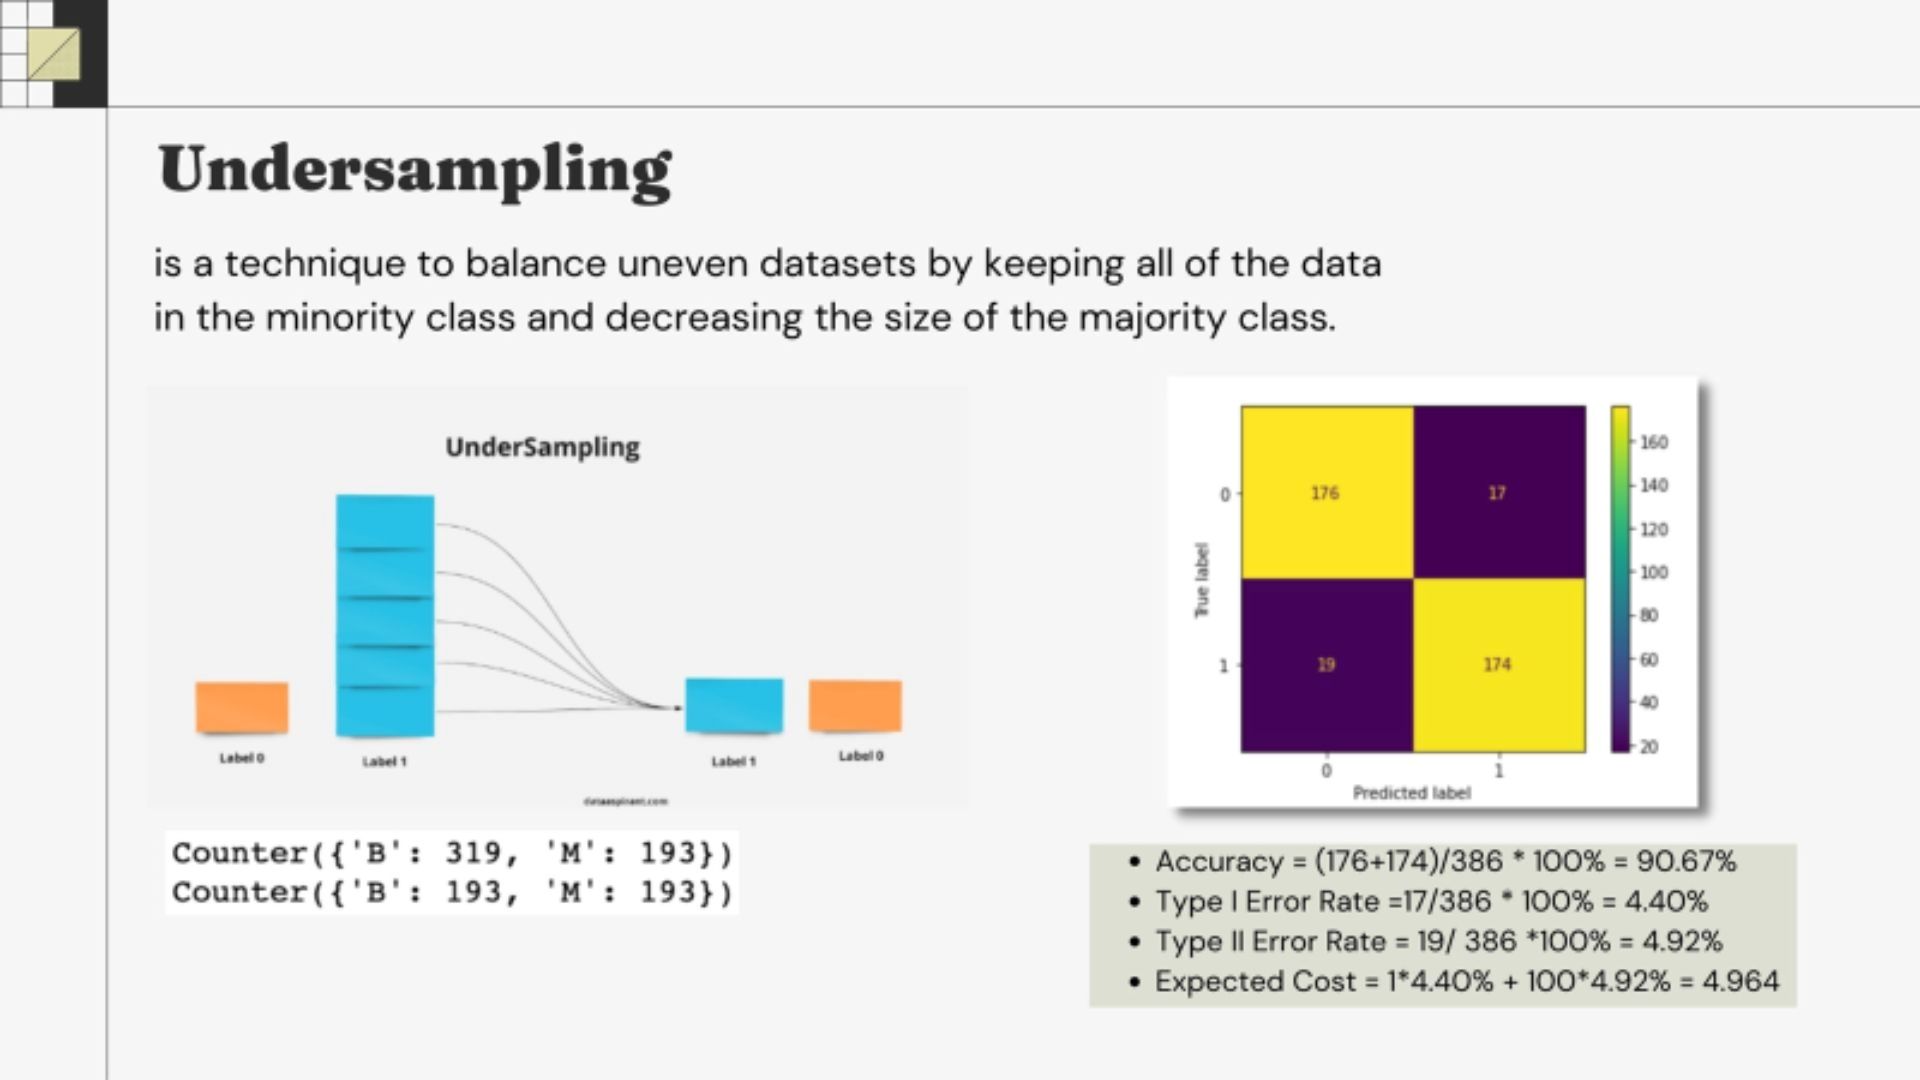 Undersampling
is a technique to balance uneven datasets by keeping all of the data
in the minority class and decreasing the size of the majority class.
UnderSampling
Label 0
Label 1
Label 1
Label 0
dataaspirant.com
Counter({'B': 319, 'M': 193})
Counter({'B': 193, 'M': 193})
True label
0
1
176
17
19
174
0
1
Predicted label
160
140
120
100
80
60
40
20
• Accuracy = (176+174)/386 * 100% = 90.67%
• Type I Error Rate =17/386 * 100% = 4.40%
• Type II Error Rate = 19/ 386 *100% = 4.92%
• Expected Cost = 1*4.40% + 100*4.92% = 4.964